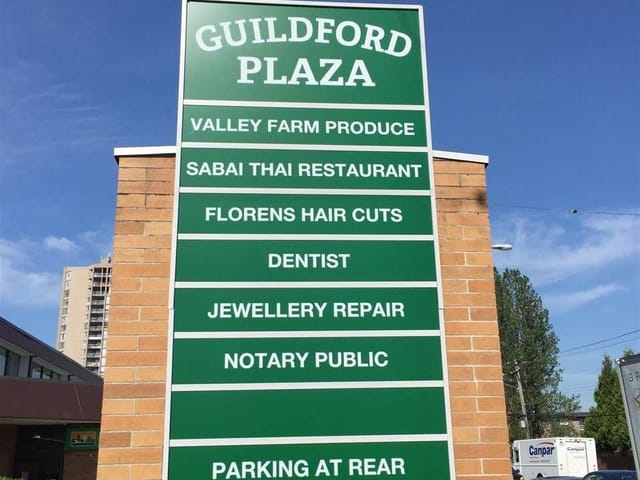 GUILDFORD
PLAZA
VALLEY FARM PRODUCE
SABAI THAI RESTAURANT
FLORENS HAIR CUTS
DENTIST
JEWELLERY REPAIR
NOTARY PUBLIC
PARKING AT REAR
Canpar